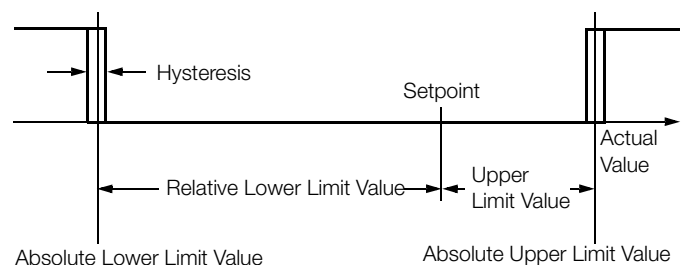 Hysteresis
Setpoint
Actual
Value
Relative Lower Limit Value
Upper
Limit Value
Absolute Lower Limit Value
Absolute Upper Limit Value